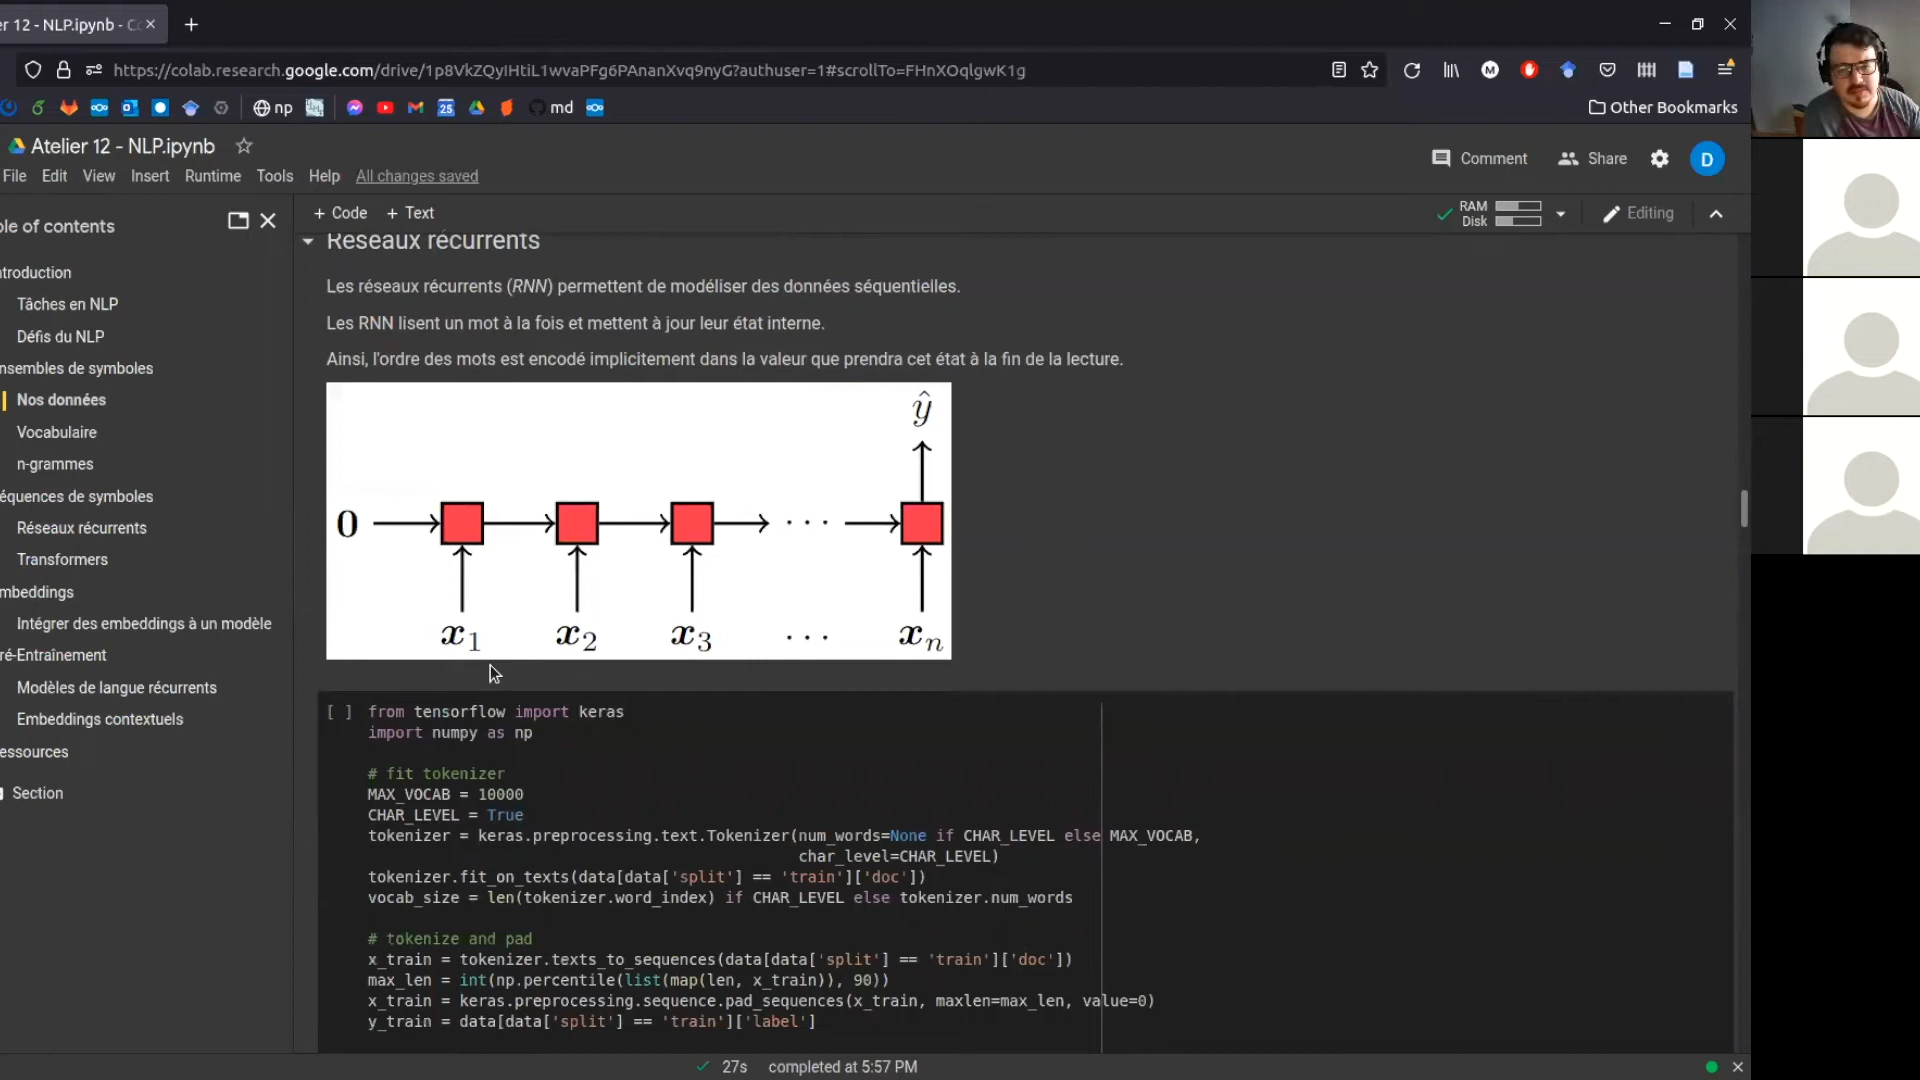 er 12 - NLP.ipynb - Co
https://colab.research.google.com/drive/1p8VkZQyIHtiL1wvaPFg6PAnanXvq9nyG?authuser=1#scrollTo=FHnXOqlgwK1g
np
25
md
Other Bookmarks
Atelier 12 - NLP.ipynb
Comment
Share
D
File Edit View Insert Runtime Tools Help All changes saved
ble of contents
+ Code + Text
RAM
Disk
Editing
ntroduction
Tâches en NLP
Défis du NLP
nsembles de symboles
Nos données
Vocabulaire
n-grammes
équences de symboles
Réseaux récurrents
Transformers
mbeddings
Intégrer des embeddings à un modèle
ré-Entraînement
Modèles de langue récurrents
Embeddings contextuels
essources
Section
Réseaux récurrents
Les réseaux récurrents (RNN) permettent de modéliser des données séquentielles.
Les RNN lisent un mot à la fois et mettent à jour leur état interne.
Ainsi, l'ordre des mots est encodé implicitement dans la valeur que prendra cet état à la fin de la lecture.
ŷ
0 ···
x1 x2 x3 ··· xn
[ ] from tensorflow import keras
import numpy as np
# fit tokenizer
MAX_VOCAB = 10000
CHAR_LEVEL = True
tokenizer = keras.preprocessing.text.Tokenizer(num_words=None if CHAR_LEVEL else MAX_VOCAB,
char_level=CHAR_LEVEL)
tokenizer.fit_on_texts(data[data['split'] == 'train']['doc'])
vocab_size = len(tokenizer.word_index) if CHAR_LEVEL else tokenizer.num_words
# tokenize and pad
x_train = tokenizer.texts_to_sequences(data[data['split'] == 'train']['doc'])
max_len = int(np.percentile(list(map(len, x_train)), 90))
x_train = keras.preprocessing.sequence.pad_sequences(x_train, maxlen=max_len, value=0)
y_train = data[data['split'] == 'train']['label']
27s completed at 5:57 PM